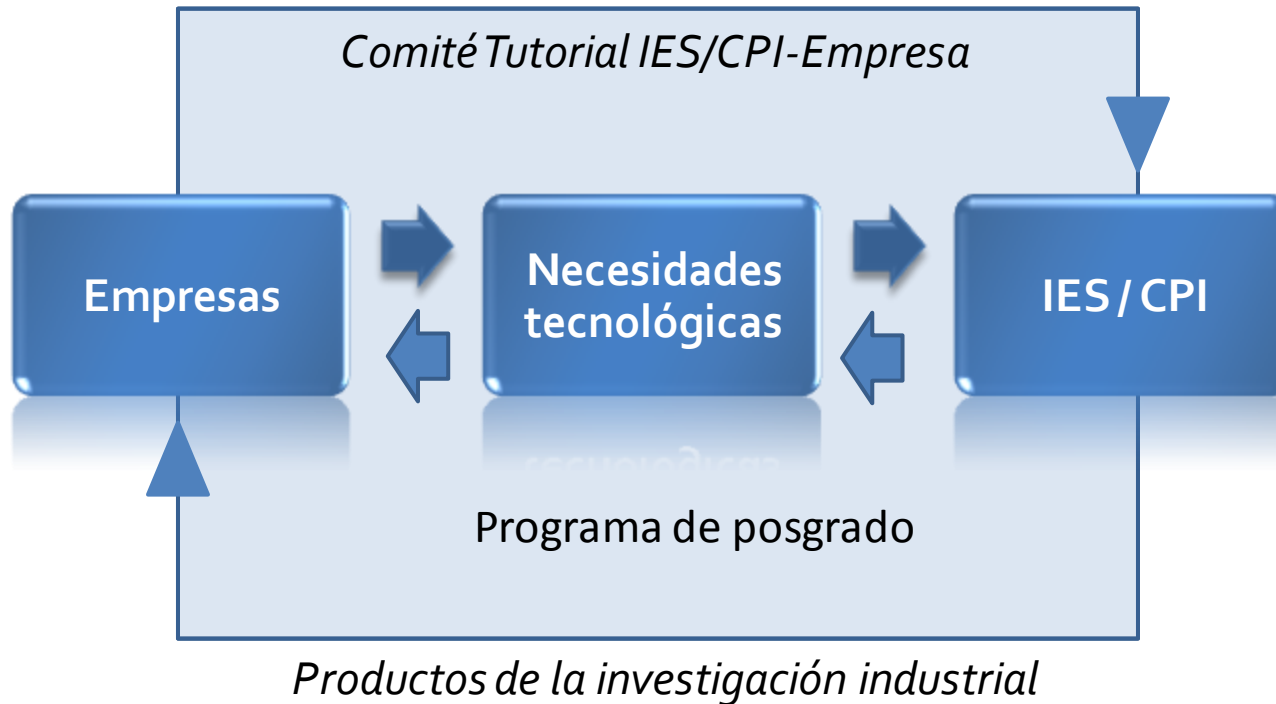 Comité Tutorial IES/CPI-Empresa
Empresas
Necesidades
tecnológicas
IES / CPI
Programa de posgrado
Productos de la investigación industrial